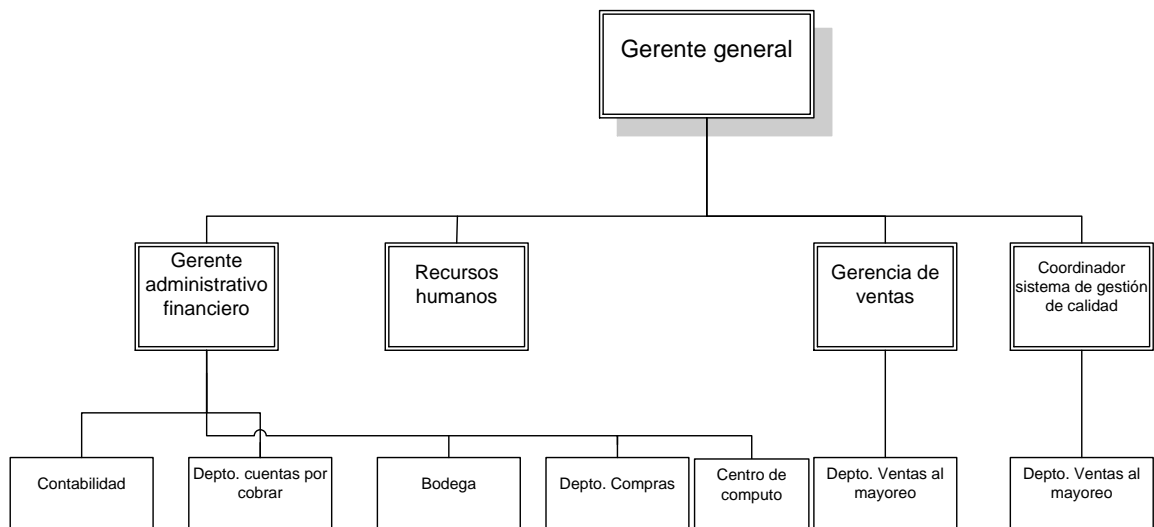 Gerente general
Gerente
administrativo
financiero
Recursos
humanos
Gerencia de
ventas
Coordinador
sistema de gestión
de calidad
Contabilidad
Depto. cuentas por
cobrar
Bodega
Depto. Compras
Centro de
computo
Depto. Ventas al
mayoreo
Depto. Ventas al
mayoreo